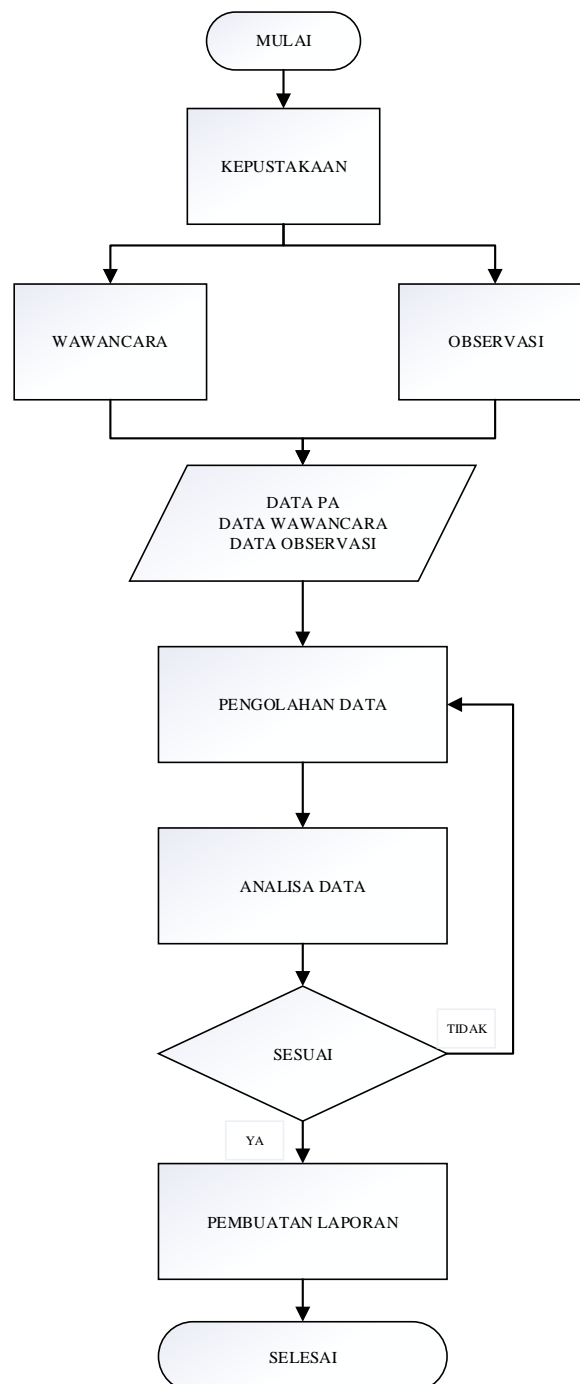 MULAI
KEPUSTAKAAN
WAWANCARA
OBSERVASI
DATA PA
DATA WAWANCARA
DATA OBSERVASI
PENGOLAHAN DATA
ANALISA DATA
SESUAI
TIDAK
YA
PEMBUATAN LAPORAN
SELESAI